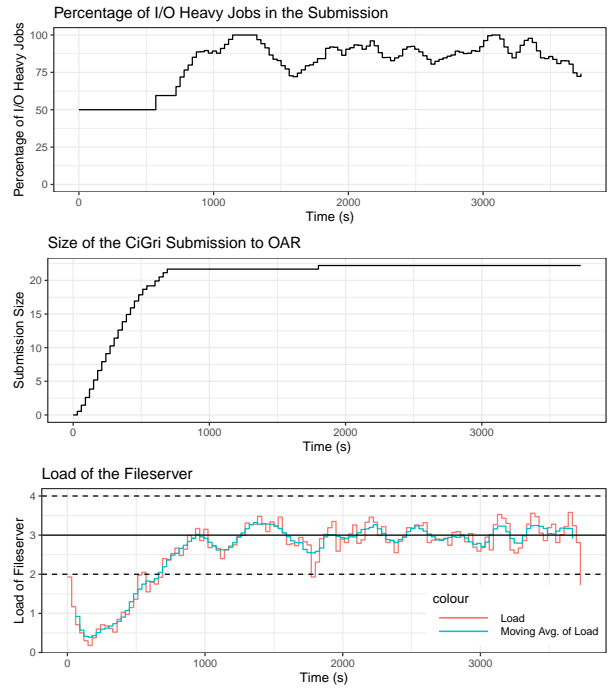 Percentage of I/O Heavy Jobs in the Submission
Percentage of I/O Heavy Jobs
100
75
50
25
0
0 1000 2000 3000
Time (s)
Size of the CiGri Submission to OAR
Submission Size
20
15
10
5
0
0 1000 2000 3000
Time (s)
Load of the Fileserver
Load of Fileserver
4
3
2
1
0
colour
Load
Moving Avg. of Load
0 1000 2000 3000
Time (s)